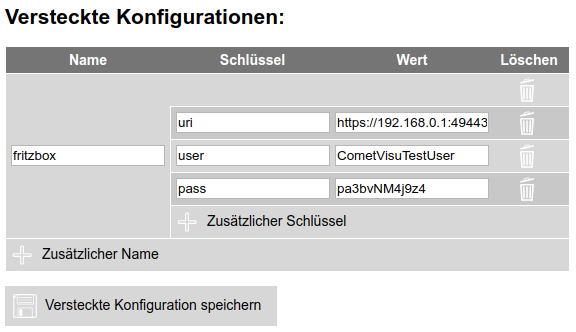 Versteckte Konfigurationen:
Name Schlüssel Wert Löschen
uri https://192.168.0.1:49443
fritzbox user CometVisuTestUser
pass pa3bvNM4j9z4
Zusätzlicher Schlüssel
Zusätzlicher Name
Versteckte Konfiguration speichern